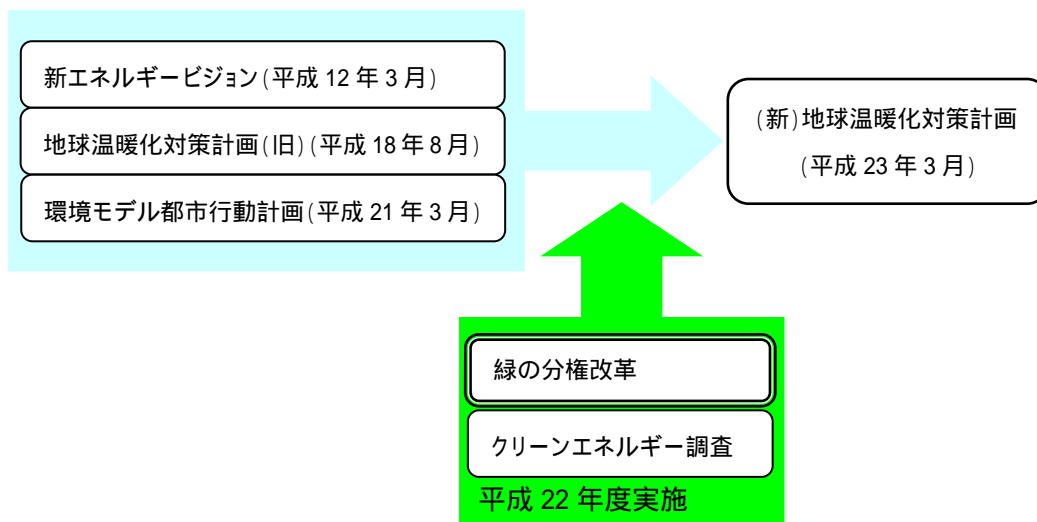 新エネルギービジョン(平成 12 年 3 月)
地球温暖化対策計画(旧)(平成 18 年 8 月)
環境モデル都市行動計画(平成 21 年 3 月)
(新)地球温暖化対策計画
(平成 23 年 3 月)
緑の分権改革
クリーンエネルギー調査
平成 22 年度実施